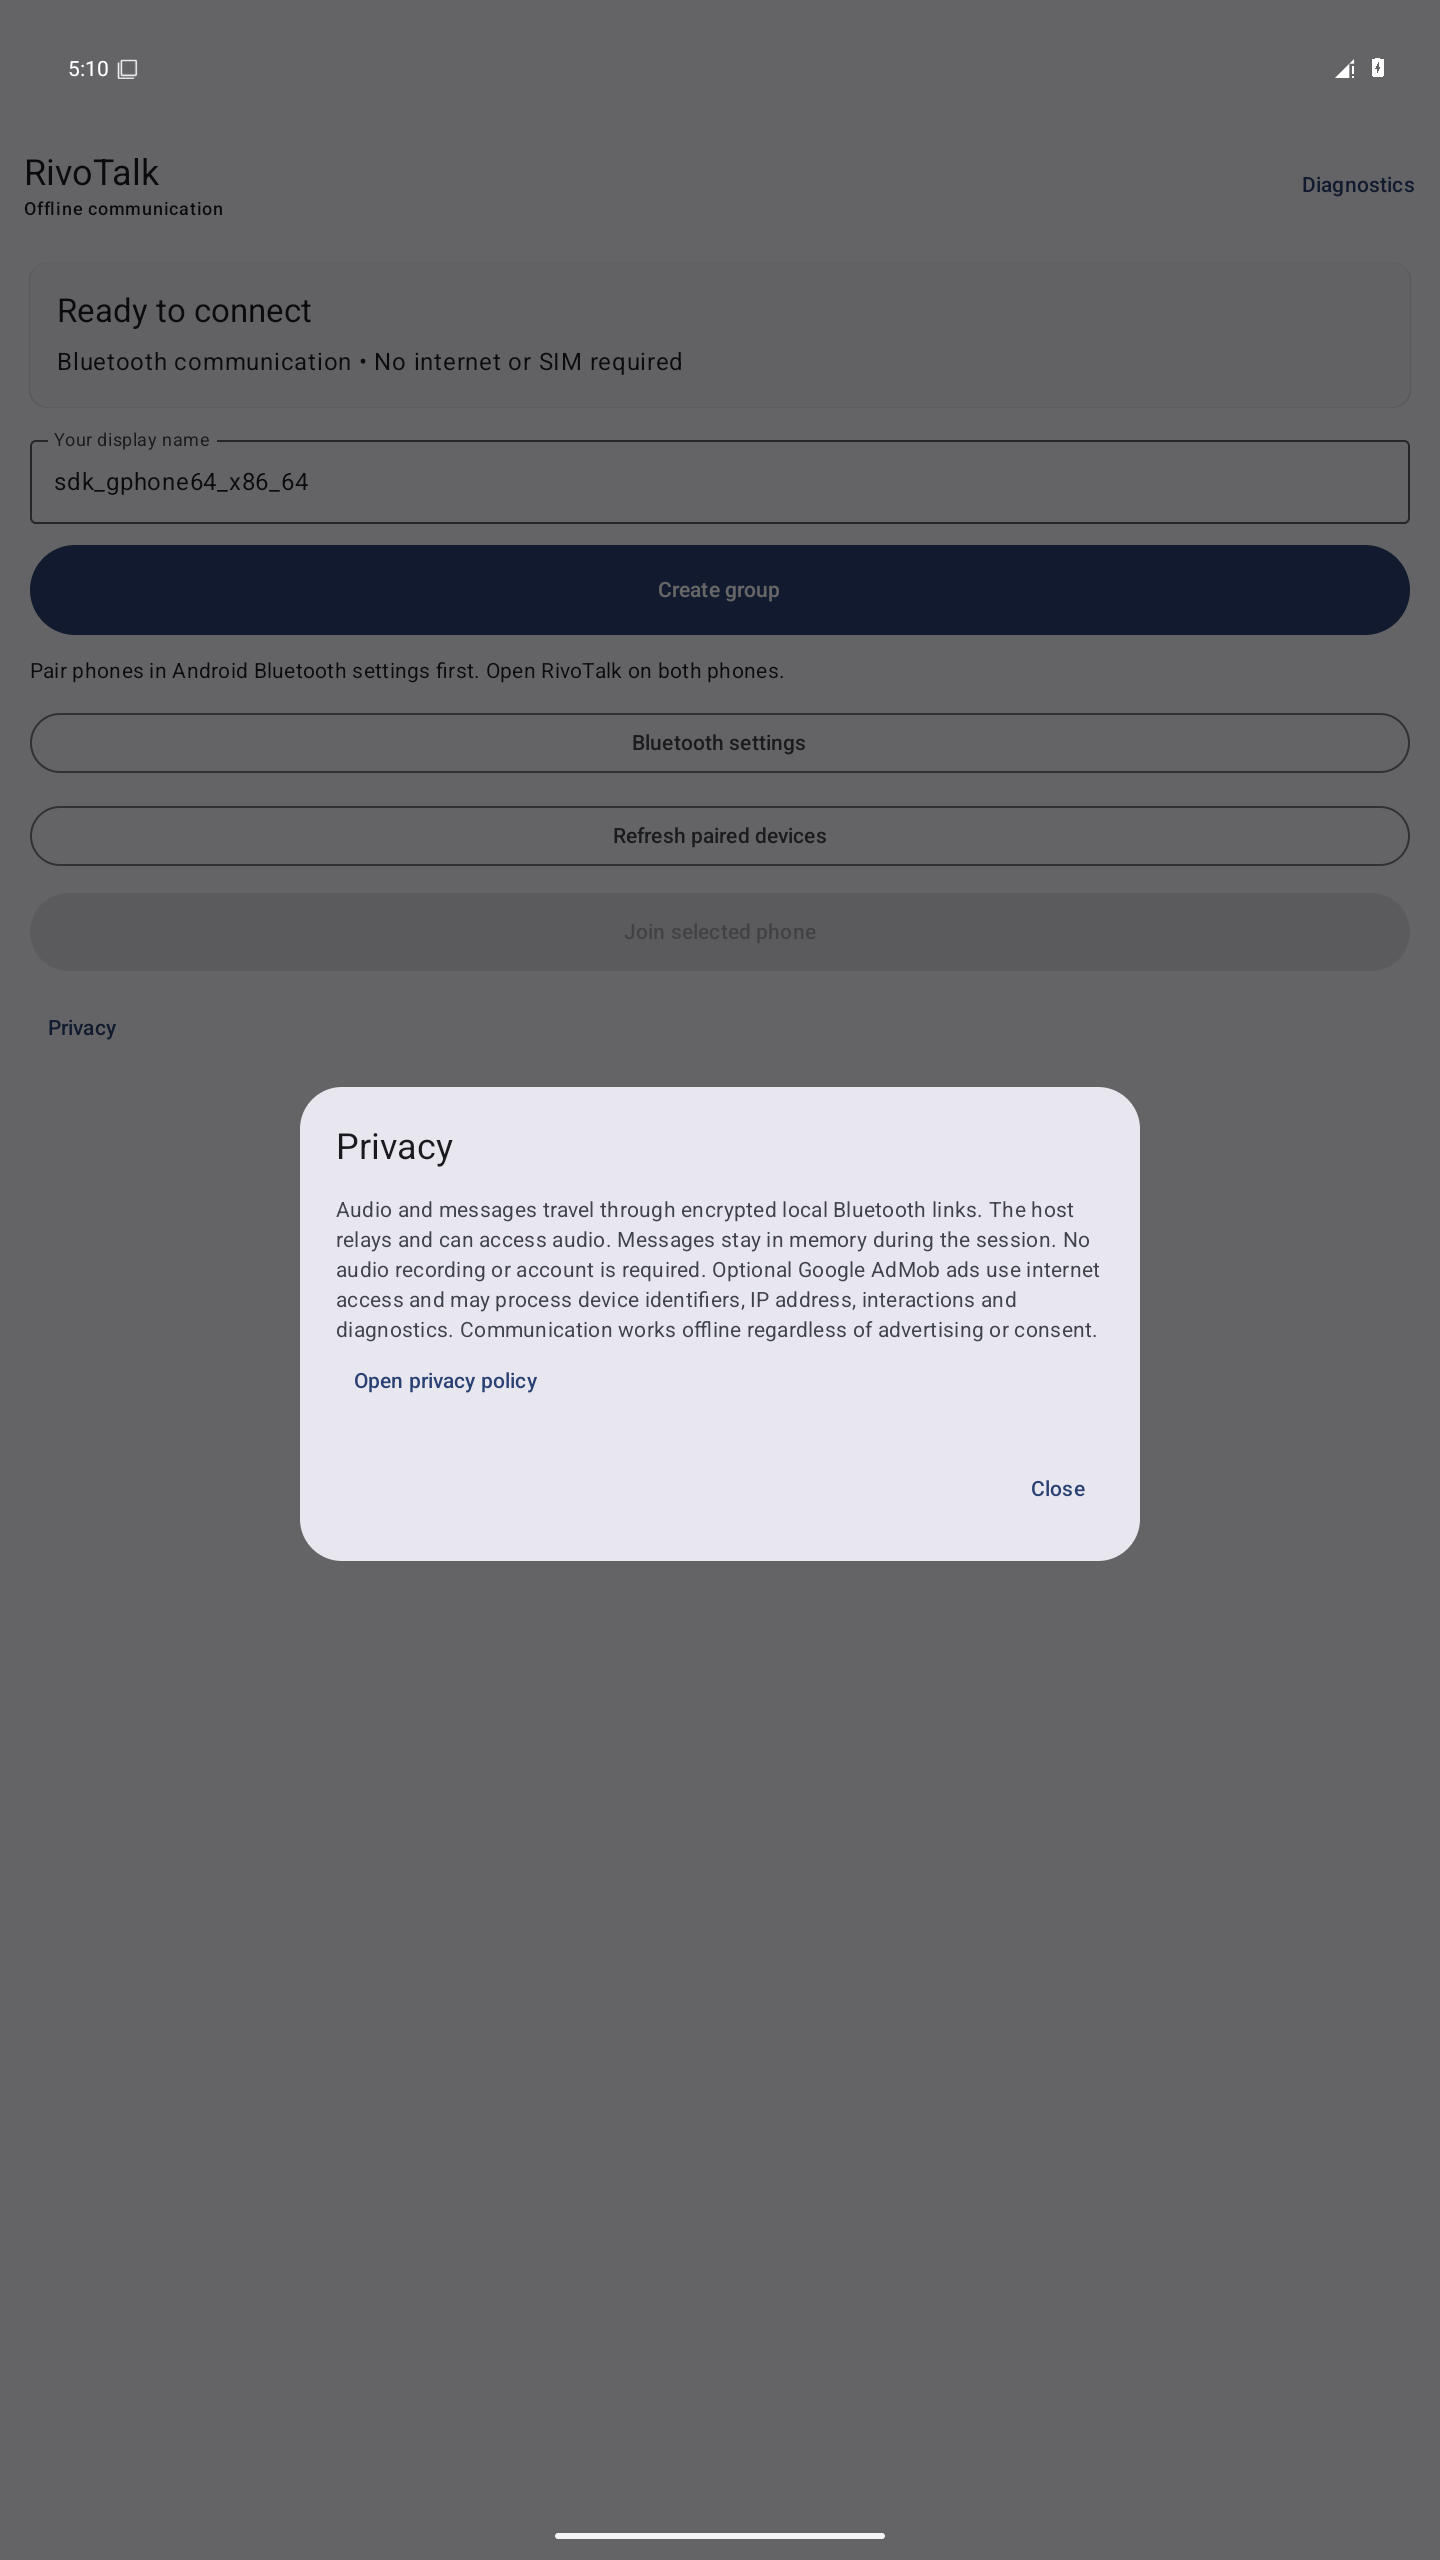 5:10
RivoTalk
Offline communication
Diagnostics
Ready to connect
Bluetooth communication • No internet or SIM required
Your display name
sdk_gphone64_x86_64
Create group
Pair phones in Android Bluetooth settings first. Open RivoTalk on both phones.
Bluetooth settings
Refresh paired devices
Join selected phone
Privacy
Privacy
Audio and messages travel through encrypted local Bluetooth links. The host
relays and can access audio. Messages stay in memory during the session. No
audio recording or account is required. Optional Google AdMob ads use internet
access and may process device identifiers, IP address, interactions and
diagnostics. Communication works offline regardless of advertising or consent.
Open privacy policy
Close